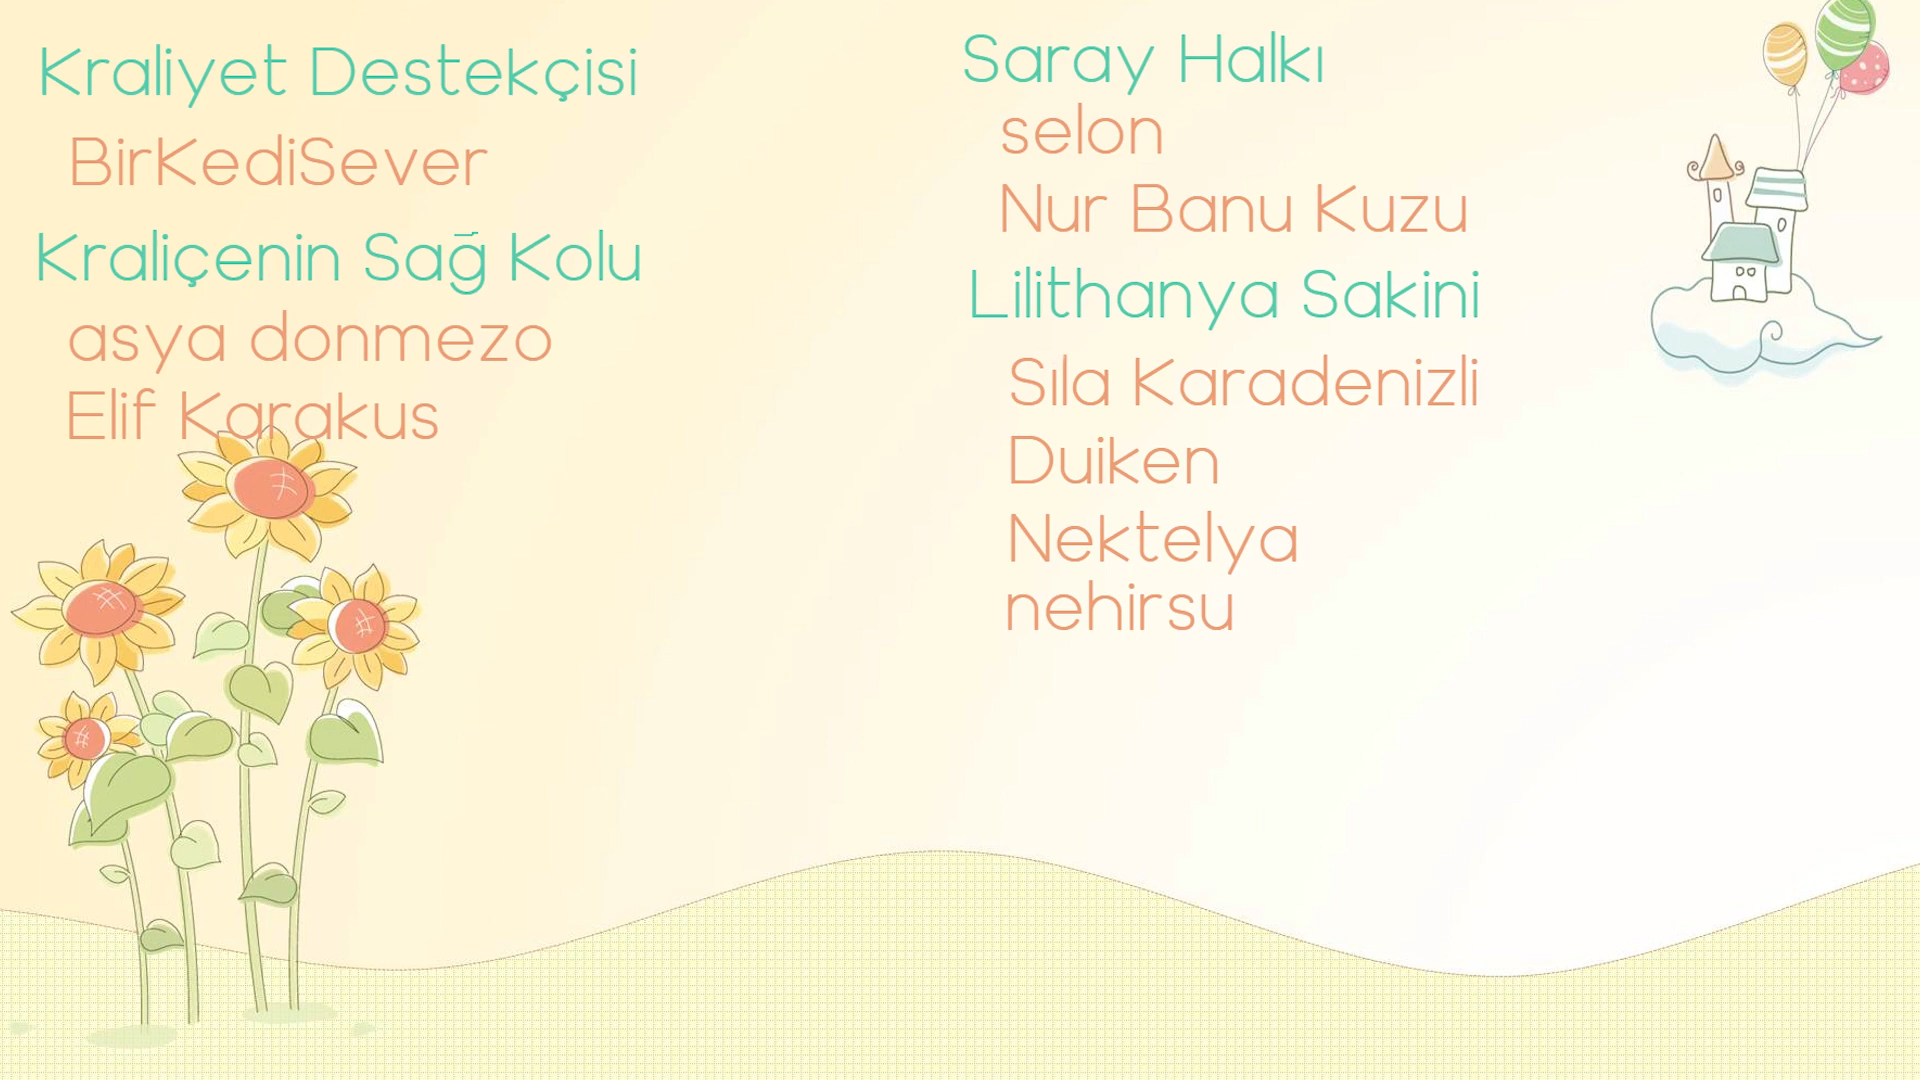 Kraliyet Destekçisi
BirKediSever
Kraliçenin Sağ Kolu
asya donmezo
Elif Karakus
Saray Halkı
selon
Nur Banu Kuzu
Lilithanya Sakini
Sıla Karadenizli
Duiken
Nektelya
nehirsu